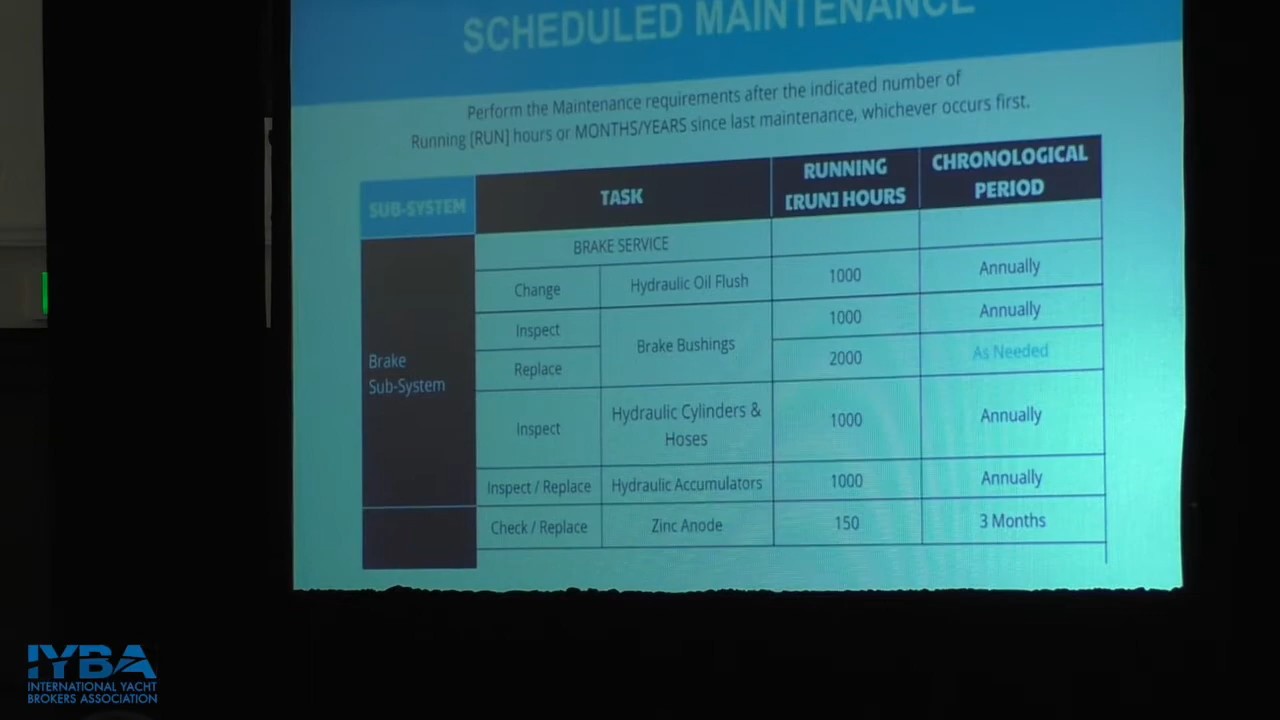 SCHEDULED MAINTENANCE
Perform the Maintenance requirements after the indicated number of
Running [RUN] hours or MONTHS/YEARS since last maintenance, whichever occurs first.
SUB-SYSTEM
TASK
RUNNING
[RUN] HOURS
CHRONOLOGICAL
PERIOD
BRAKE SERVICE
Brake
Sub-System
Change
Hydraulic Oil Flush
1000
Annually
Inspect
Brake Bushings
1000
Annually
Replace
2000
As Needed
Inspect
Hydraulic Cylinders &
Hoses
1000
Annually
Inspect / Replace
Hydraulic Accumulators
1000
Annually
Check / Replace
Zinc Anode
150
3 Months
IYBA
INTERNATIONAL YACHT
BROKERS ASSOCIATION